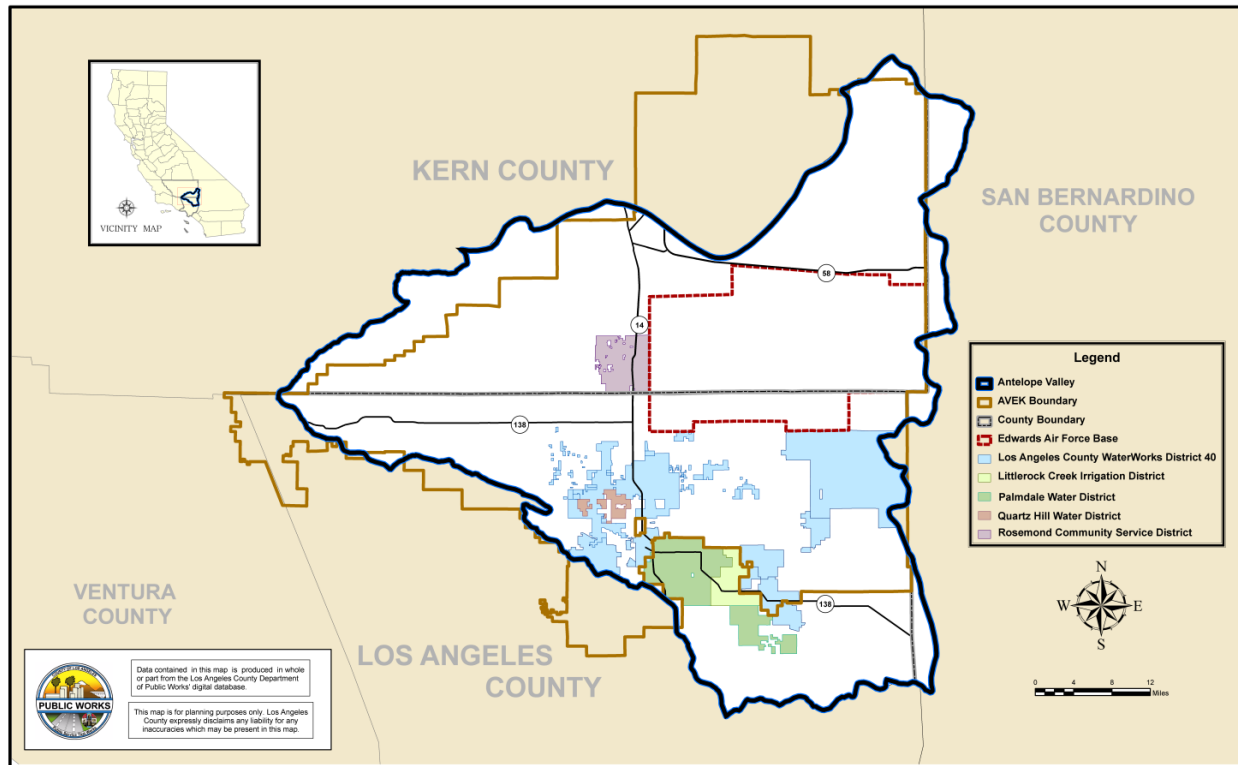 KERN COUNTY
SAN BERNARDINO
COUNTY
VICINITY MAP
58
14
138
Legend
Antelope Valley
AVEK Boundary
County Boundary
Edwards Air Force Base
Los Angeles County WaterWorks District 40
Littlerock Creek Irrigation District
Palmdale Water District
Quartz Hill Water District
Rosemond Community Service District
VENTURA
COUNTY
LOS ANGELES
COUNTY
138
N
W E
S
0 4 8 12
Miles
PUBLIC WORKS
Data contained in this map is produced in whole
or part from the Los Angeles County Department
of Public Works' digital database.
This map is for planning purposes only. Los Angeles
County expressly disclaims any liability for any
inaccuracies which may be present in this map.